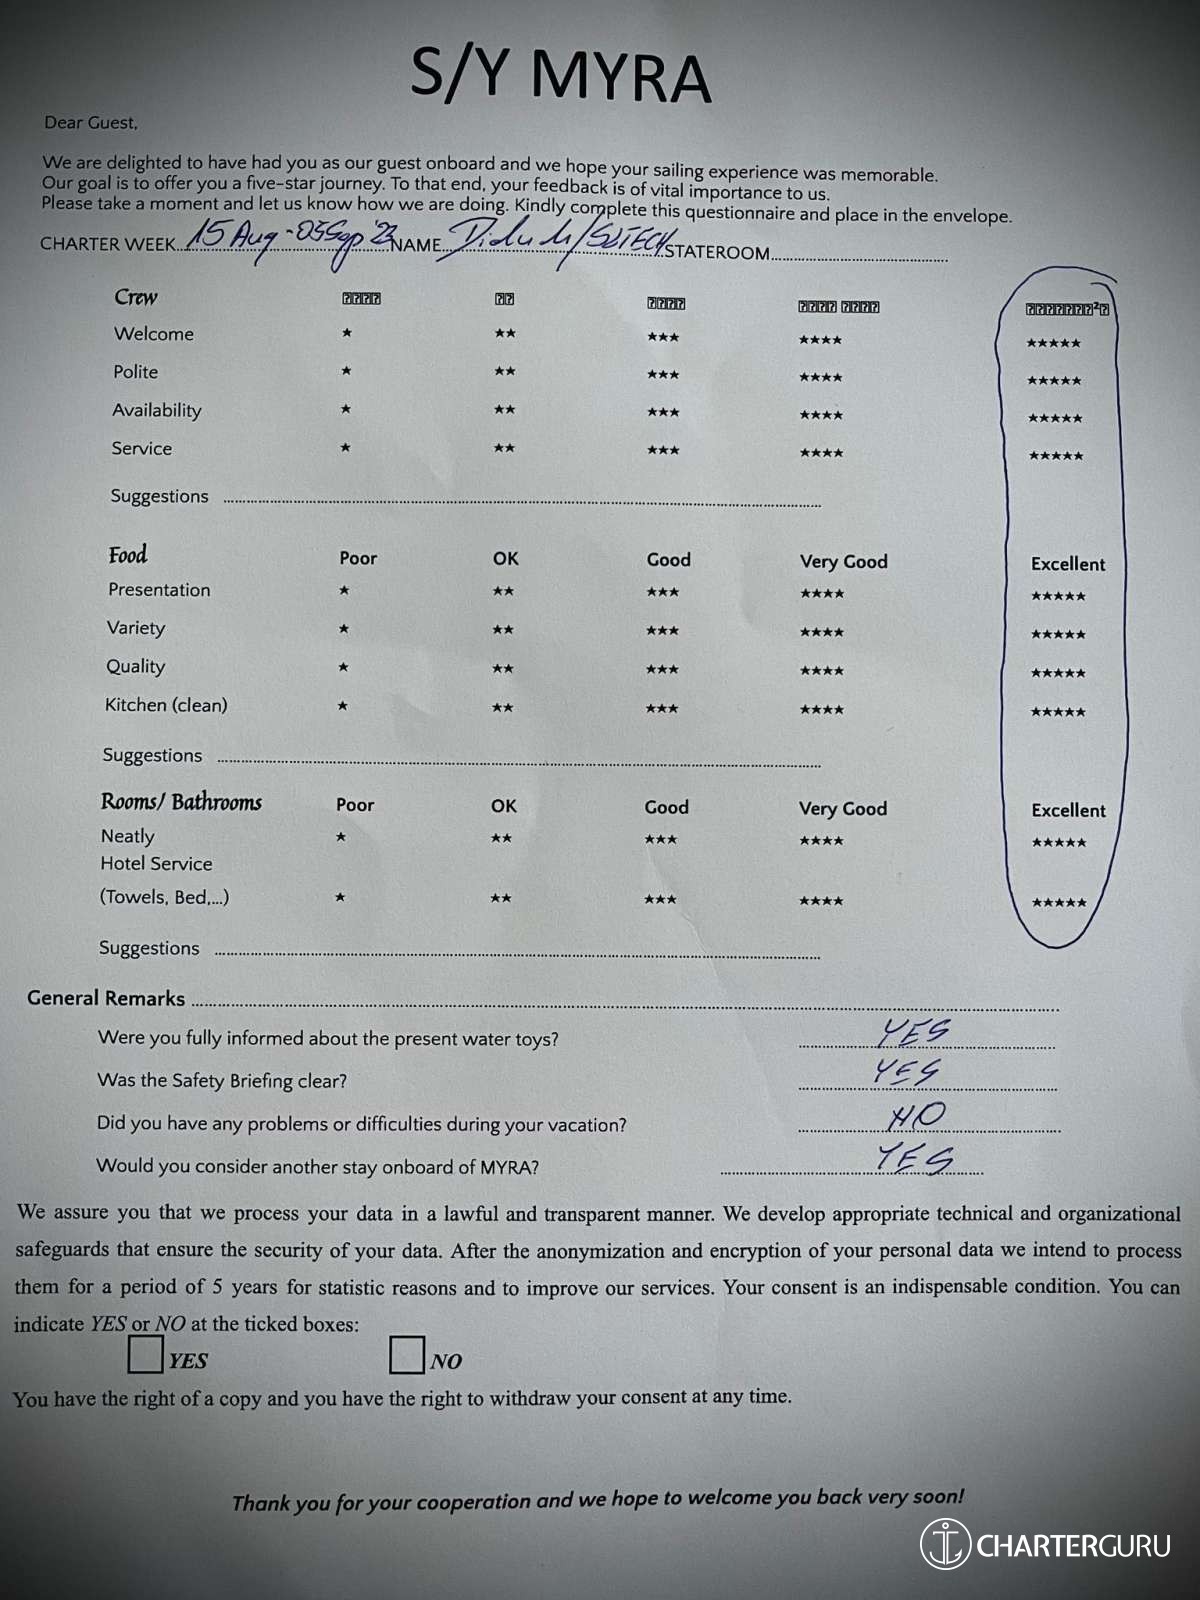 S/Y MYRA
Dear Guest,
We are delighted to have had you as our guest onboard and we hope your sailing experience was memorable.
Our goal is to offer you a five-star journey. To that end, your feedback is of vital importance to us.
Please take a moment and let us know how we are doing. Kindly complete this questionnaire and place in the envelope.
CHARTER WEEK 15 Aug - 05 Sep '23 NAME STATEROOM
Crew
Welcome ★ ★★ ★★★ ★★★★ ★★★★★
Polite ★ ★★ ★★★ ★★★★ ★★★★★
Availability ★ ★★ ★★★ ★★★★ ★★★★★
Service ★ ★★ ★★★ ★★★★ ★★★★★
Suggestions
Food Poor OK Good Very Good Excellent
Presentation ★ ★★ ★★★ ★★★★ ★★★★★
Variety ★ ★★ ★★★ ★★★★ ★★★★★
Quality ★ ★★ ★★★ ★★★★ ★★★★★
Kitchen (clean) ★ ★★ ★★★ ★★★★ ★★★★★
Suggestions
Rooms/ Bathrooms Poor OK Good Very Good Excellent
Neatly ★ ★★ ★★★ ★★★★ ★★★★★
Hotel Service
(Towels, Bed,...) ★ ★★ ★★★ ★★★★ ★★★★★
Suggestions
General Remarks
Were you fully informed about the present water toys? YES
Was the Safety Briefing clear? YES
Did you have any problems or difficulties during your vacation? NO
Would you consider another stay onboard of MYRA? YES
We assure you that we process your data in a lawful and transparent manner. We develop appropriate technical and organizational
safeguards that ensure the security of your data. After the anonymization and encryption of your personal data we intend to process
them for a period of 5 years for statistic reasons and to improve our services. Your consent is an indispensable condition. You can
indicate YES or NO at the ticked boxes:
YES NO
You have the right of a copy and you have the right to withdraw your consent at any time.
Thank you for your cooperation and we hope to welcome you back very soon!
CHARTERGURU